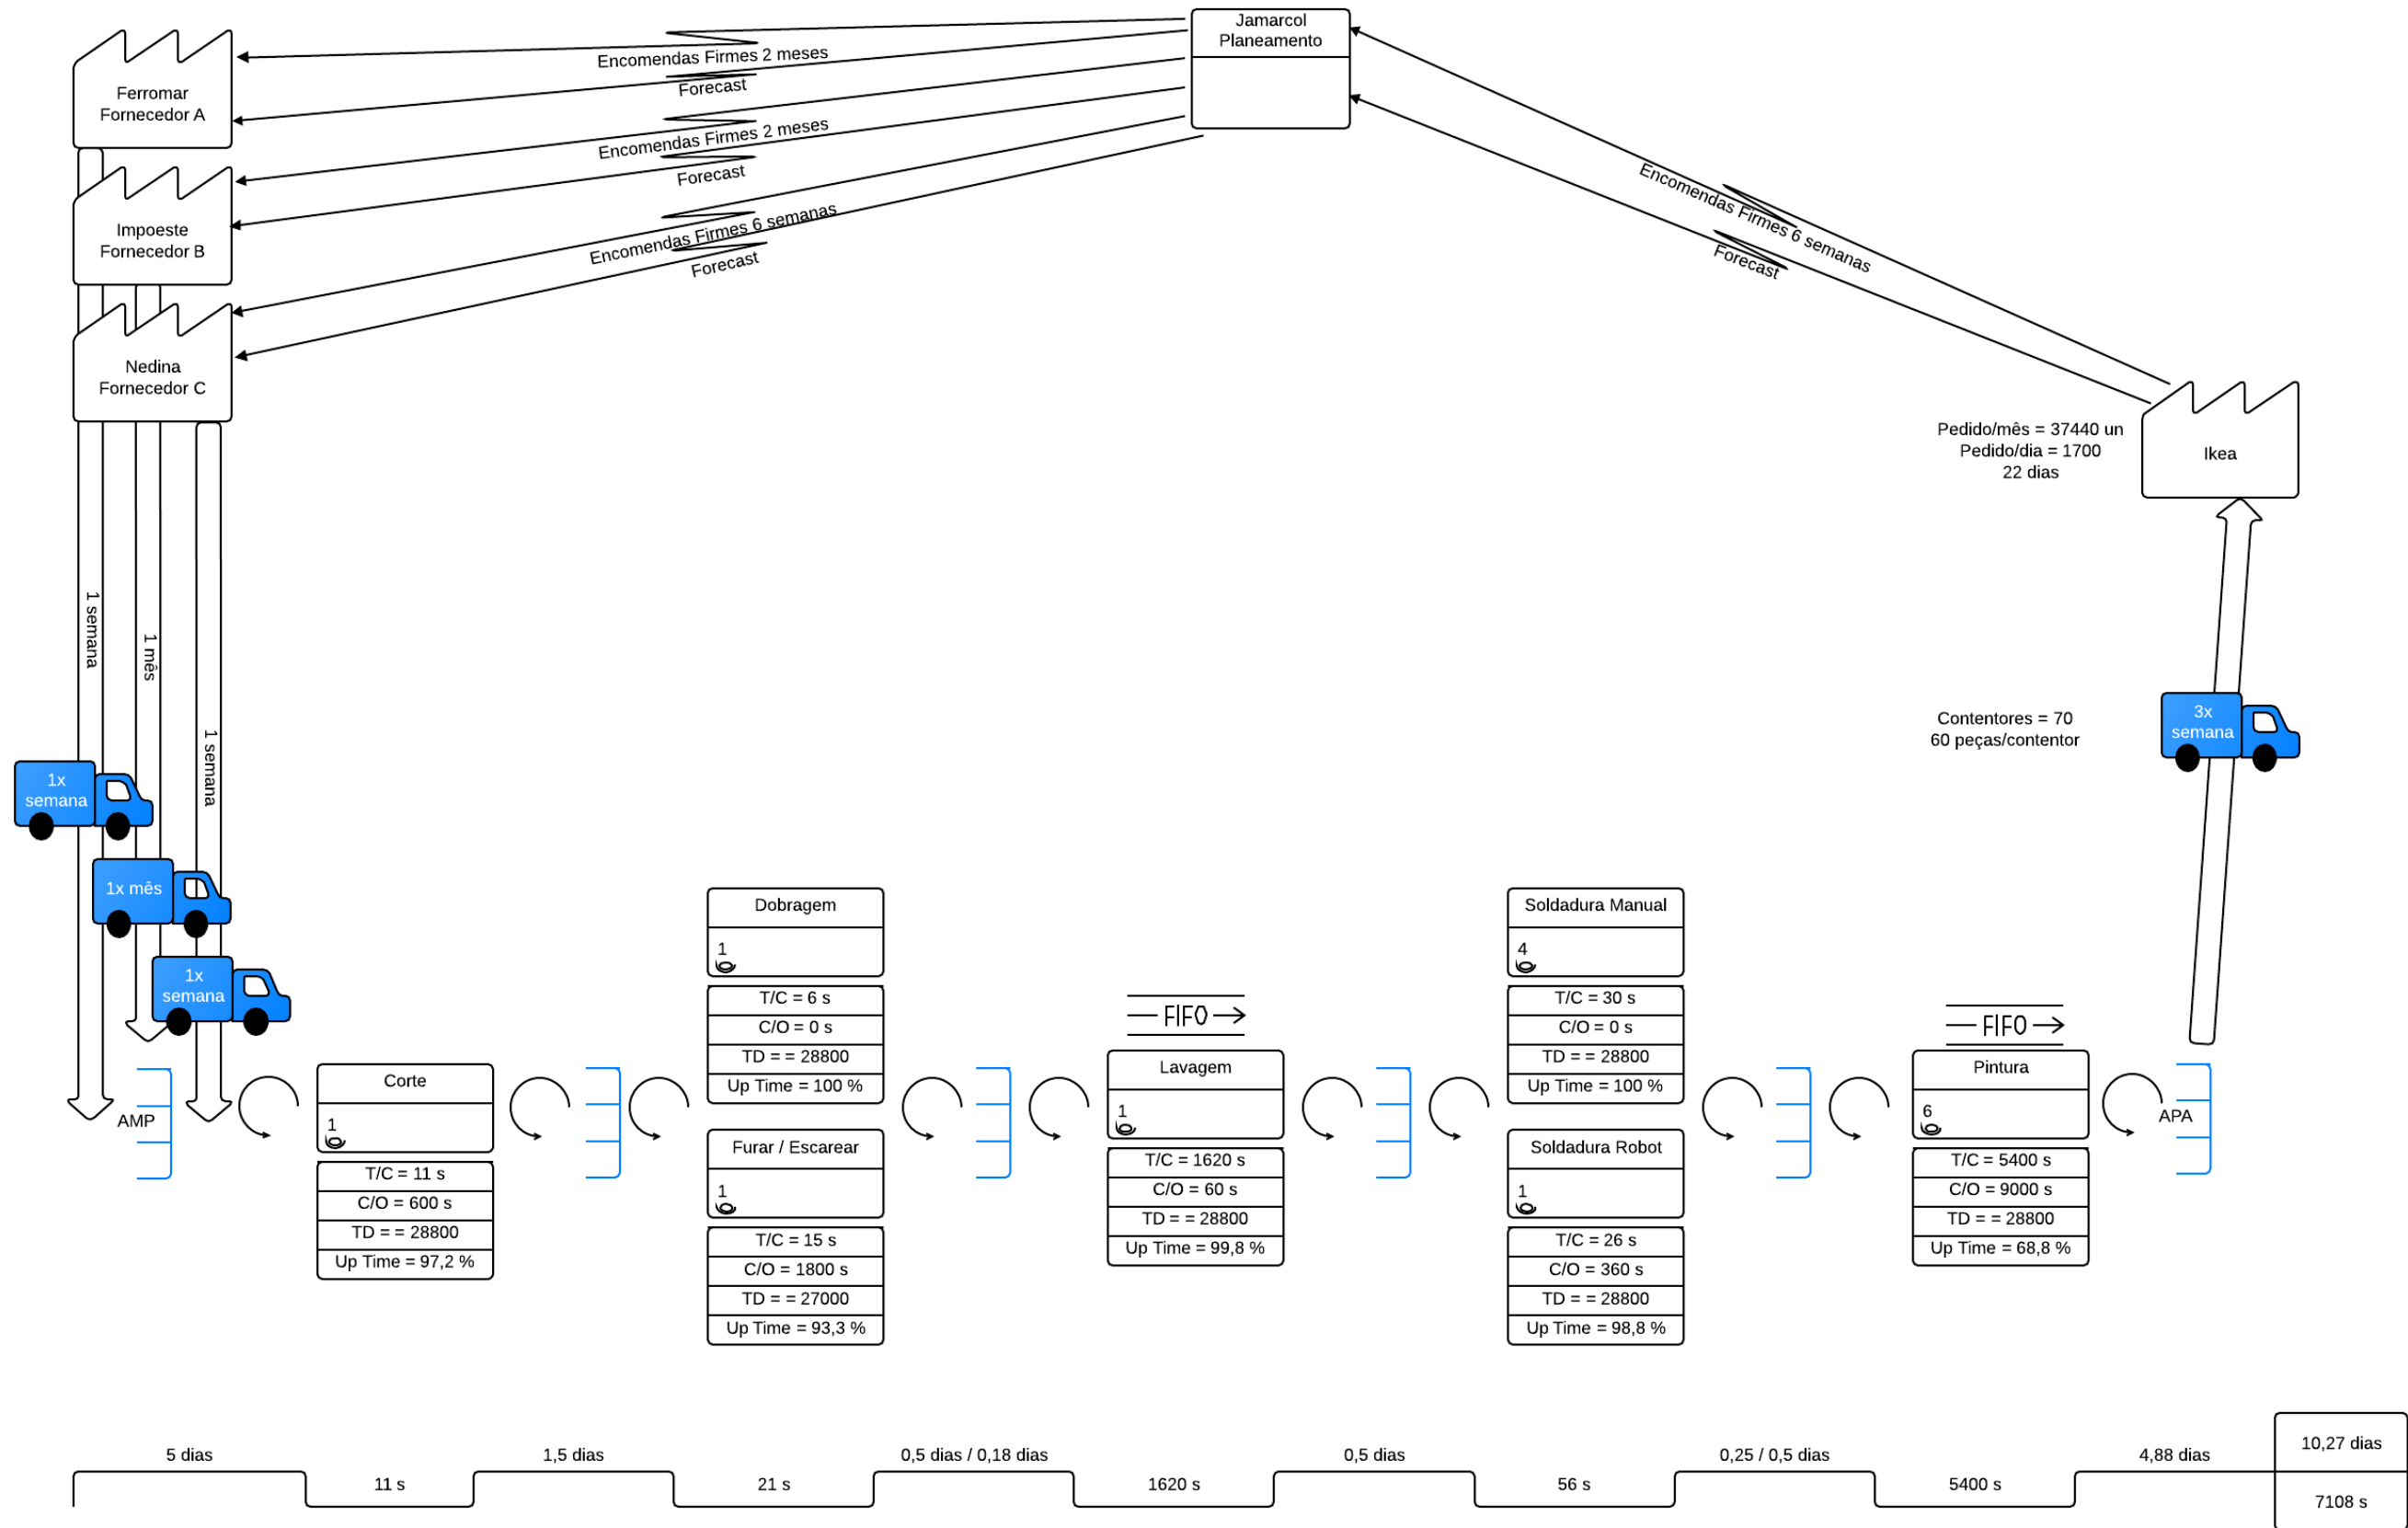 Jamarcol
Planeamento
Ferromar
Fornecedor A
Encomendas Firmes 2 meses
Forecast
Impoeste
Fornecedor B
Encomendas Firmes 2 meses
Forecast
Nedina
Fornecedor C
Encomendas Firmes 6 semanas
Forecast
Encomendas Firmes 6 semanas
Forecast
Pedido/mês = 37440 un
Pedido/dia = 1700
22 dias
Ikea
1 semana
1 mês
1 semana
Contentores = 70
60 peças/contentor
3x
semana
1x
semana
1x mês
1x
semana
AMP
Corte
1
T/C = 11 s
C/O = 600 s
TD = = 28800
Up Time = 97,2 %
Dobragem
1
T/C = 6 s
C/O = 0 s
TD = = 28800
Up Time = 100 %
Furar / Escarear
1
T/C = 15 s
C/O = 1800 s
TD = = 27000
Up Time = 93,3 %
FIFO
Lavagem
1
T/C = 1620 s
C/O = 60 s
TD = = 28800
Up Time = 99,8 %
Soldadura Manual
4
T/C = 30 s
C/O = 0 s
TD = = 28800
Up Time = 100 %
Soldadura Robot
1
T/C = 26 s
C/O = 360 s
TD = = 28800
Up Time = 98,8 %
FIFO
Pintura
6
T/C = 5400 s
C/O = 9000 s
TD = = 28800
Up Time = 68,8 %
APA
5 dias
11 s
1,5 dias
21 s
0,5 dias / 0,18 dias
1620 s
0,5 dias
56 s
0,25 / 0,5 dias
5400 s
4,88 dias
10,27 dias
7108 s